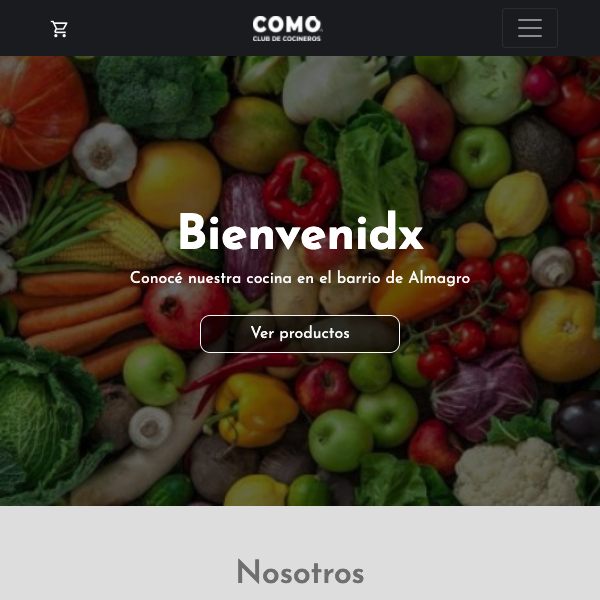 COMO
CLUB DE COCINEROS
Bienvenidx
Conocé nuestra cocina en el barrio de Almagro
Ver productos
Nosotros